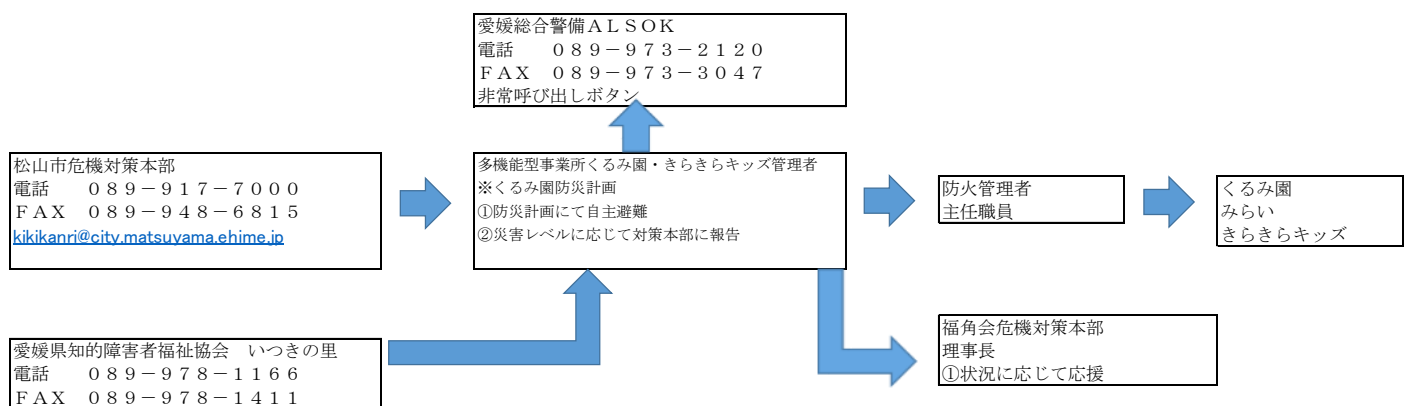 愛媛総合警備ALSOK
電話　　089-973-2120
FAX　089-973-3047
非常呼び出しボタン
松山市危機対策本部
電話　　089-917-7000
FAX　089-948-6815
kikikanri@city.matsuyama.ehime.jp
多機能型事業所くるみ園・きらきらキッズ管理者
※くるみ園防災計画
①防災計画にて自主避難
②災害レベルに応じて対策本部に報告
防火管理者
主任職員
くるみ園
みらい
きらきらキッズ
愛媛県知的障害者福祉協会　いつきの里
電話　　089-978-1166
FAX　089-978-1411
福角会危機対策本部
理事長
①状況に応じて応援